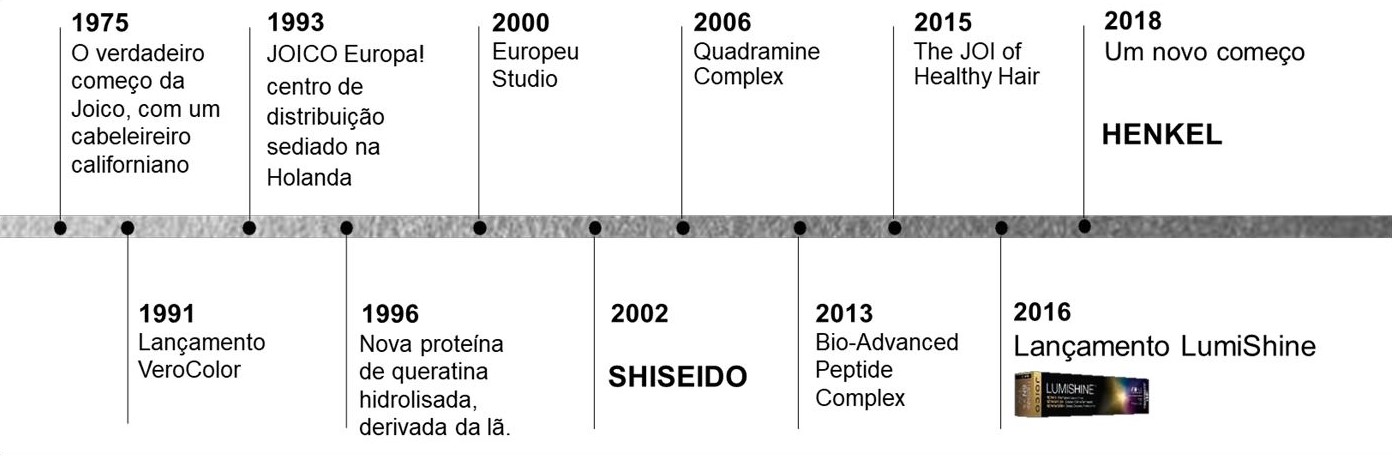 1975
O verdadeiro
começo da
Joico, com um
cabeleireiro
californiano
1993
JOICO Europa!
centro de
distribuição
sediado na
Holanda
2000
Europeu
Studio
2006
Quadramine
Complex
2015
The JOI of
Healthy Hair
2018
Um novo começo
HENKEL
1991
Lançamento
VeroColor
1996
Nova proteína
de queratina
hidrolisada,
derivada da lã.
2002
SHISEIDO
2013
Bio-Advanced
Peptide
Complex
2016
Lançamento LumiShine
JOICO
LUMISHINE